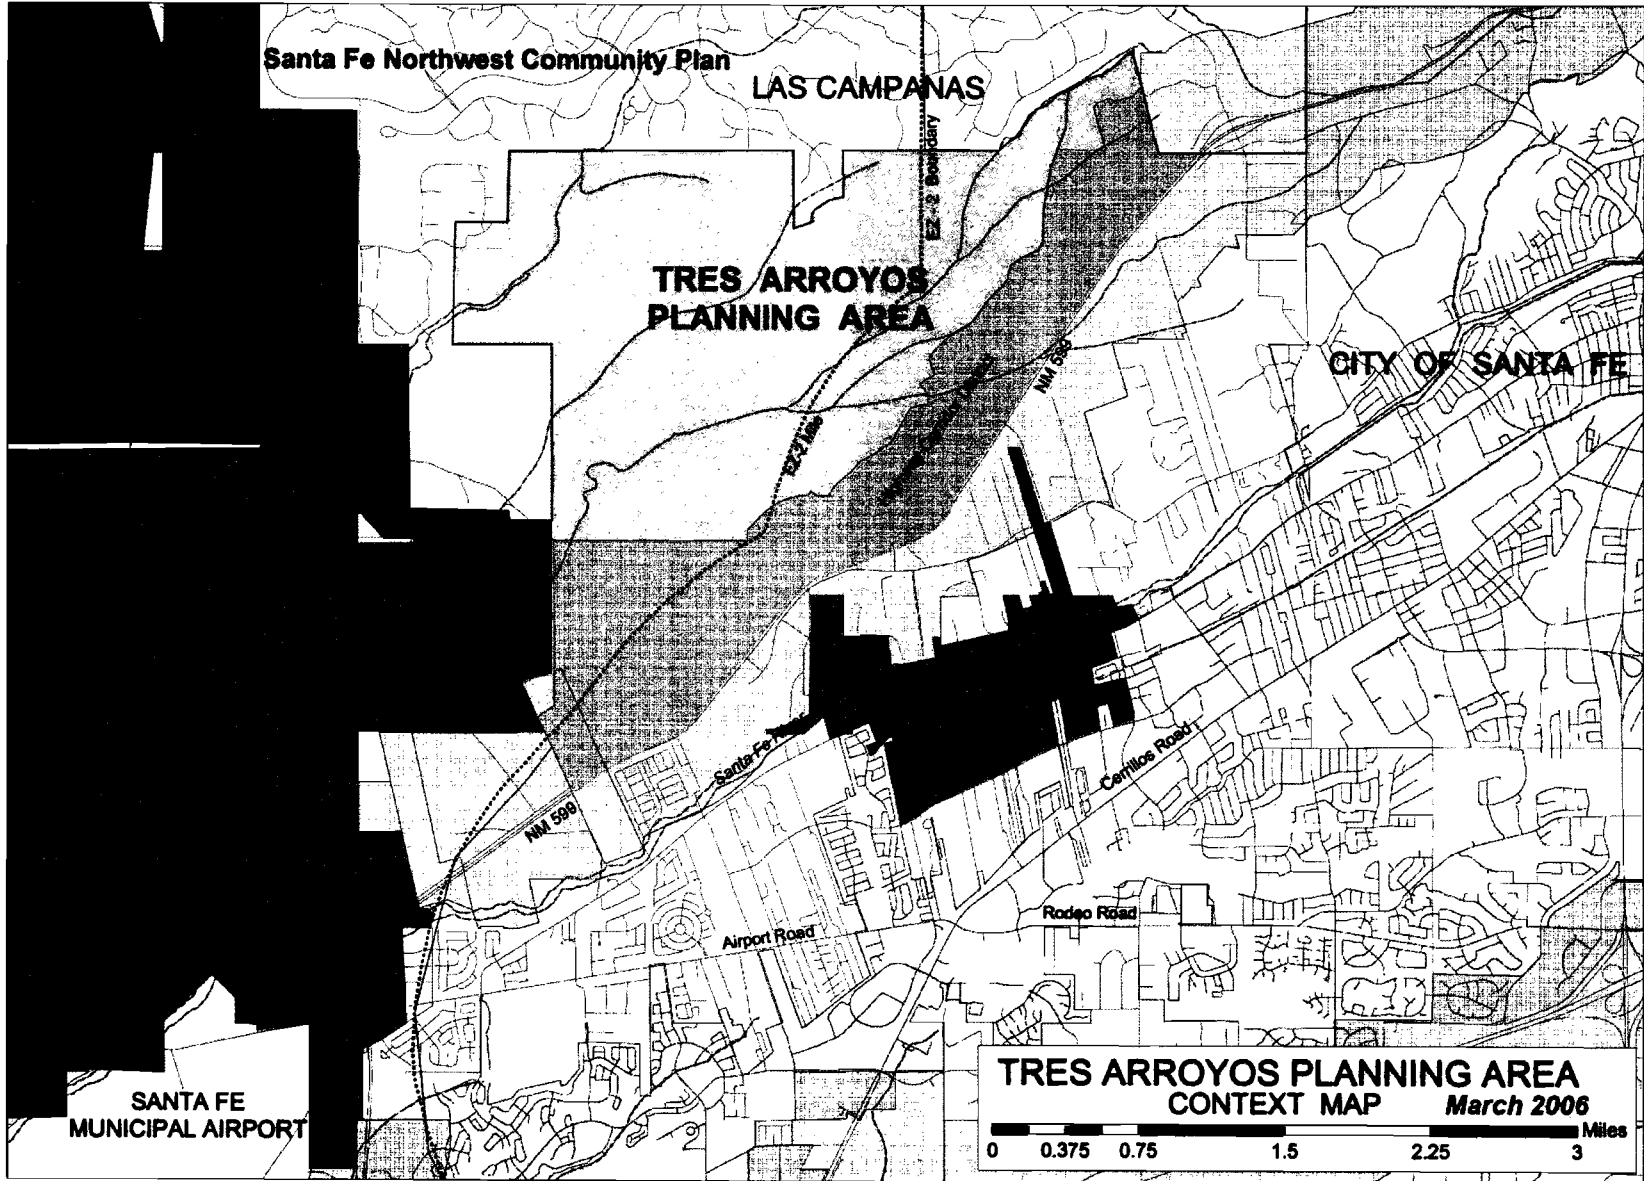 Santa Fe Northwest Community Plan
LAS CAMPANAS
EZ - 2 Boundary
TRES ARROYOS
PLANNING AREA
NM 599
CITY OF SANTA FE
EZ-2 Mile
Santa Fe River
Cerrillos Road
NM 599
Rodeo Road
Airport Road
SANTA FE
MUNICIPAL AIRPORT
TRES ARROYOS PLANNING AREA
CONTEXT MAP March 2006
Miles
0 0.375 0.75 1.5 2.25 3